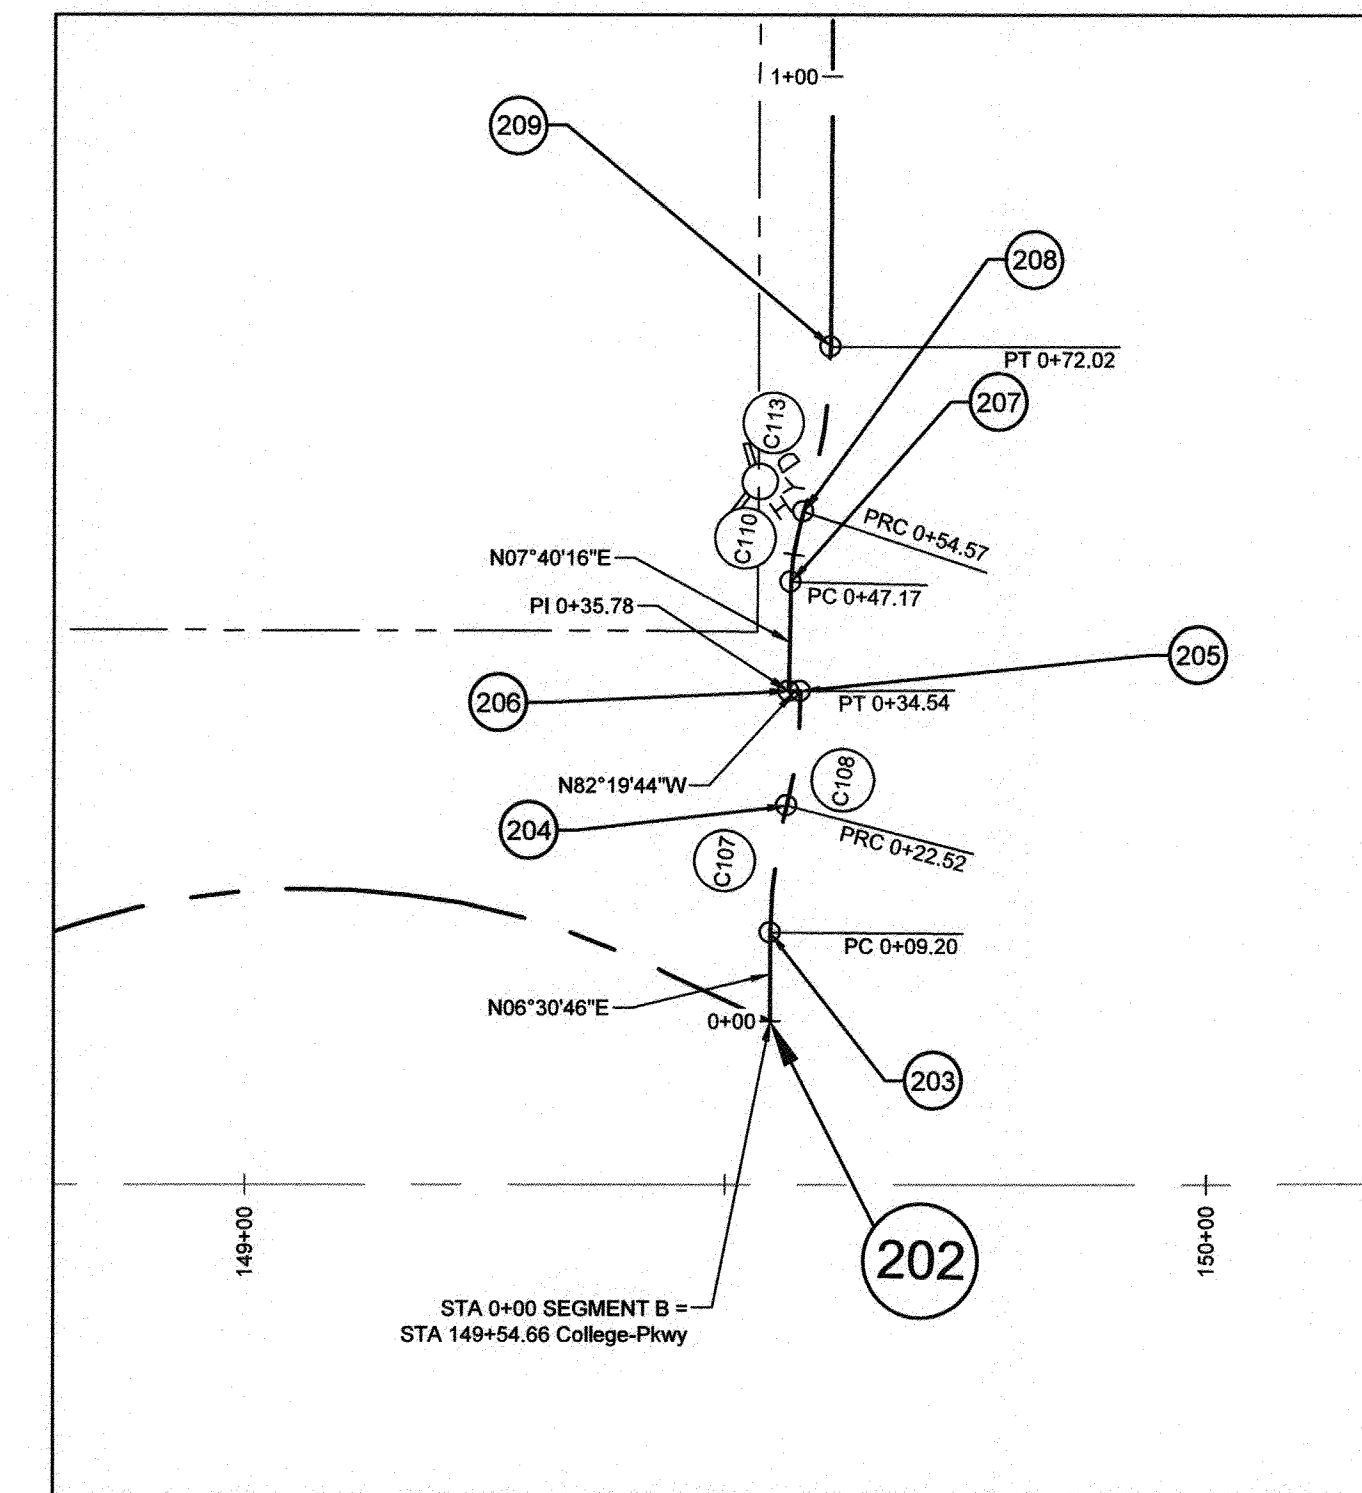 1+00
209
208
PT 0+72.02
207
C113
HYD
PRC 0+54.57
C110
N07°40'16"E
PC 0+47.17
PI 0+35.78
205
206
PT 0+34.54
N82°19'44"W
C108
204
PRC 0+22.52
C107
PC 0+09.20
N06°30'46"E
0+00
203
149+00
150+00
202
STA 0+00 SEGMENT B =
STA 149+54.66 College-Pkwy